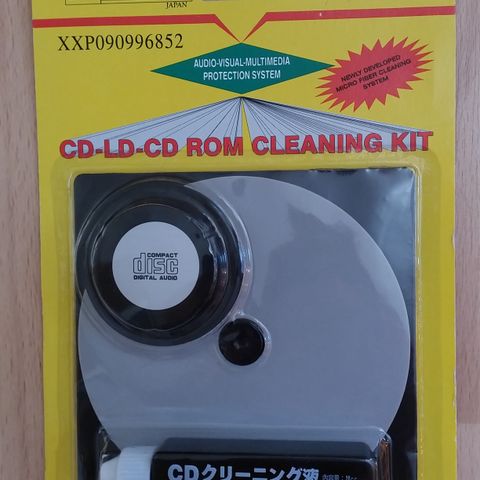 JAPAN
XXP090996852
AUDIO-VISUAL-MULTIMEDIA
PROTECTION SYSTEM
NEWLY DEVELOPED
MICRO FIBER CLEANING
SYSTEM
CD-LD-CD ROM CLEANING KIT
COMPACT
disc
DIGITAL AUDIO
CDクリーニング液